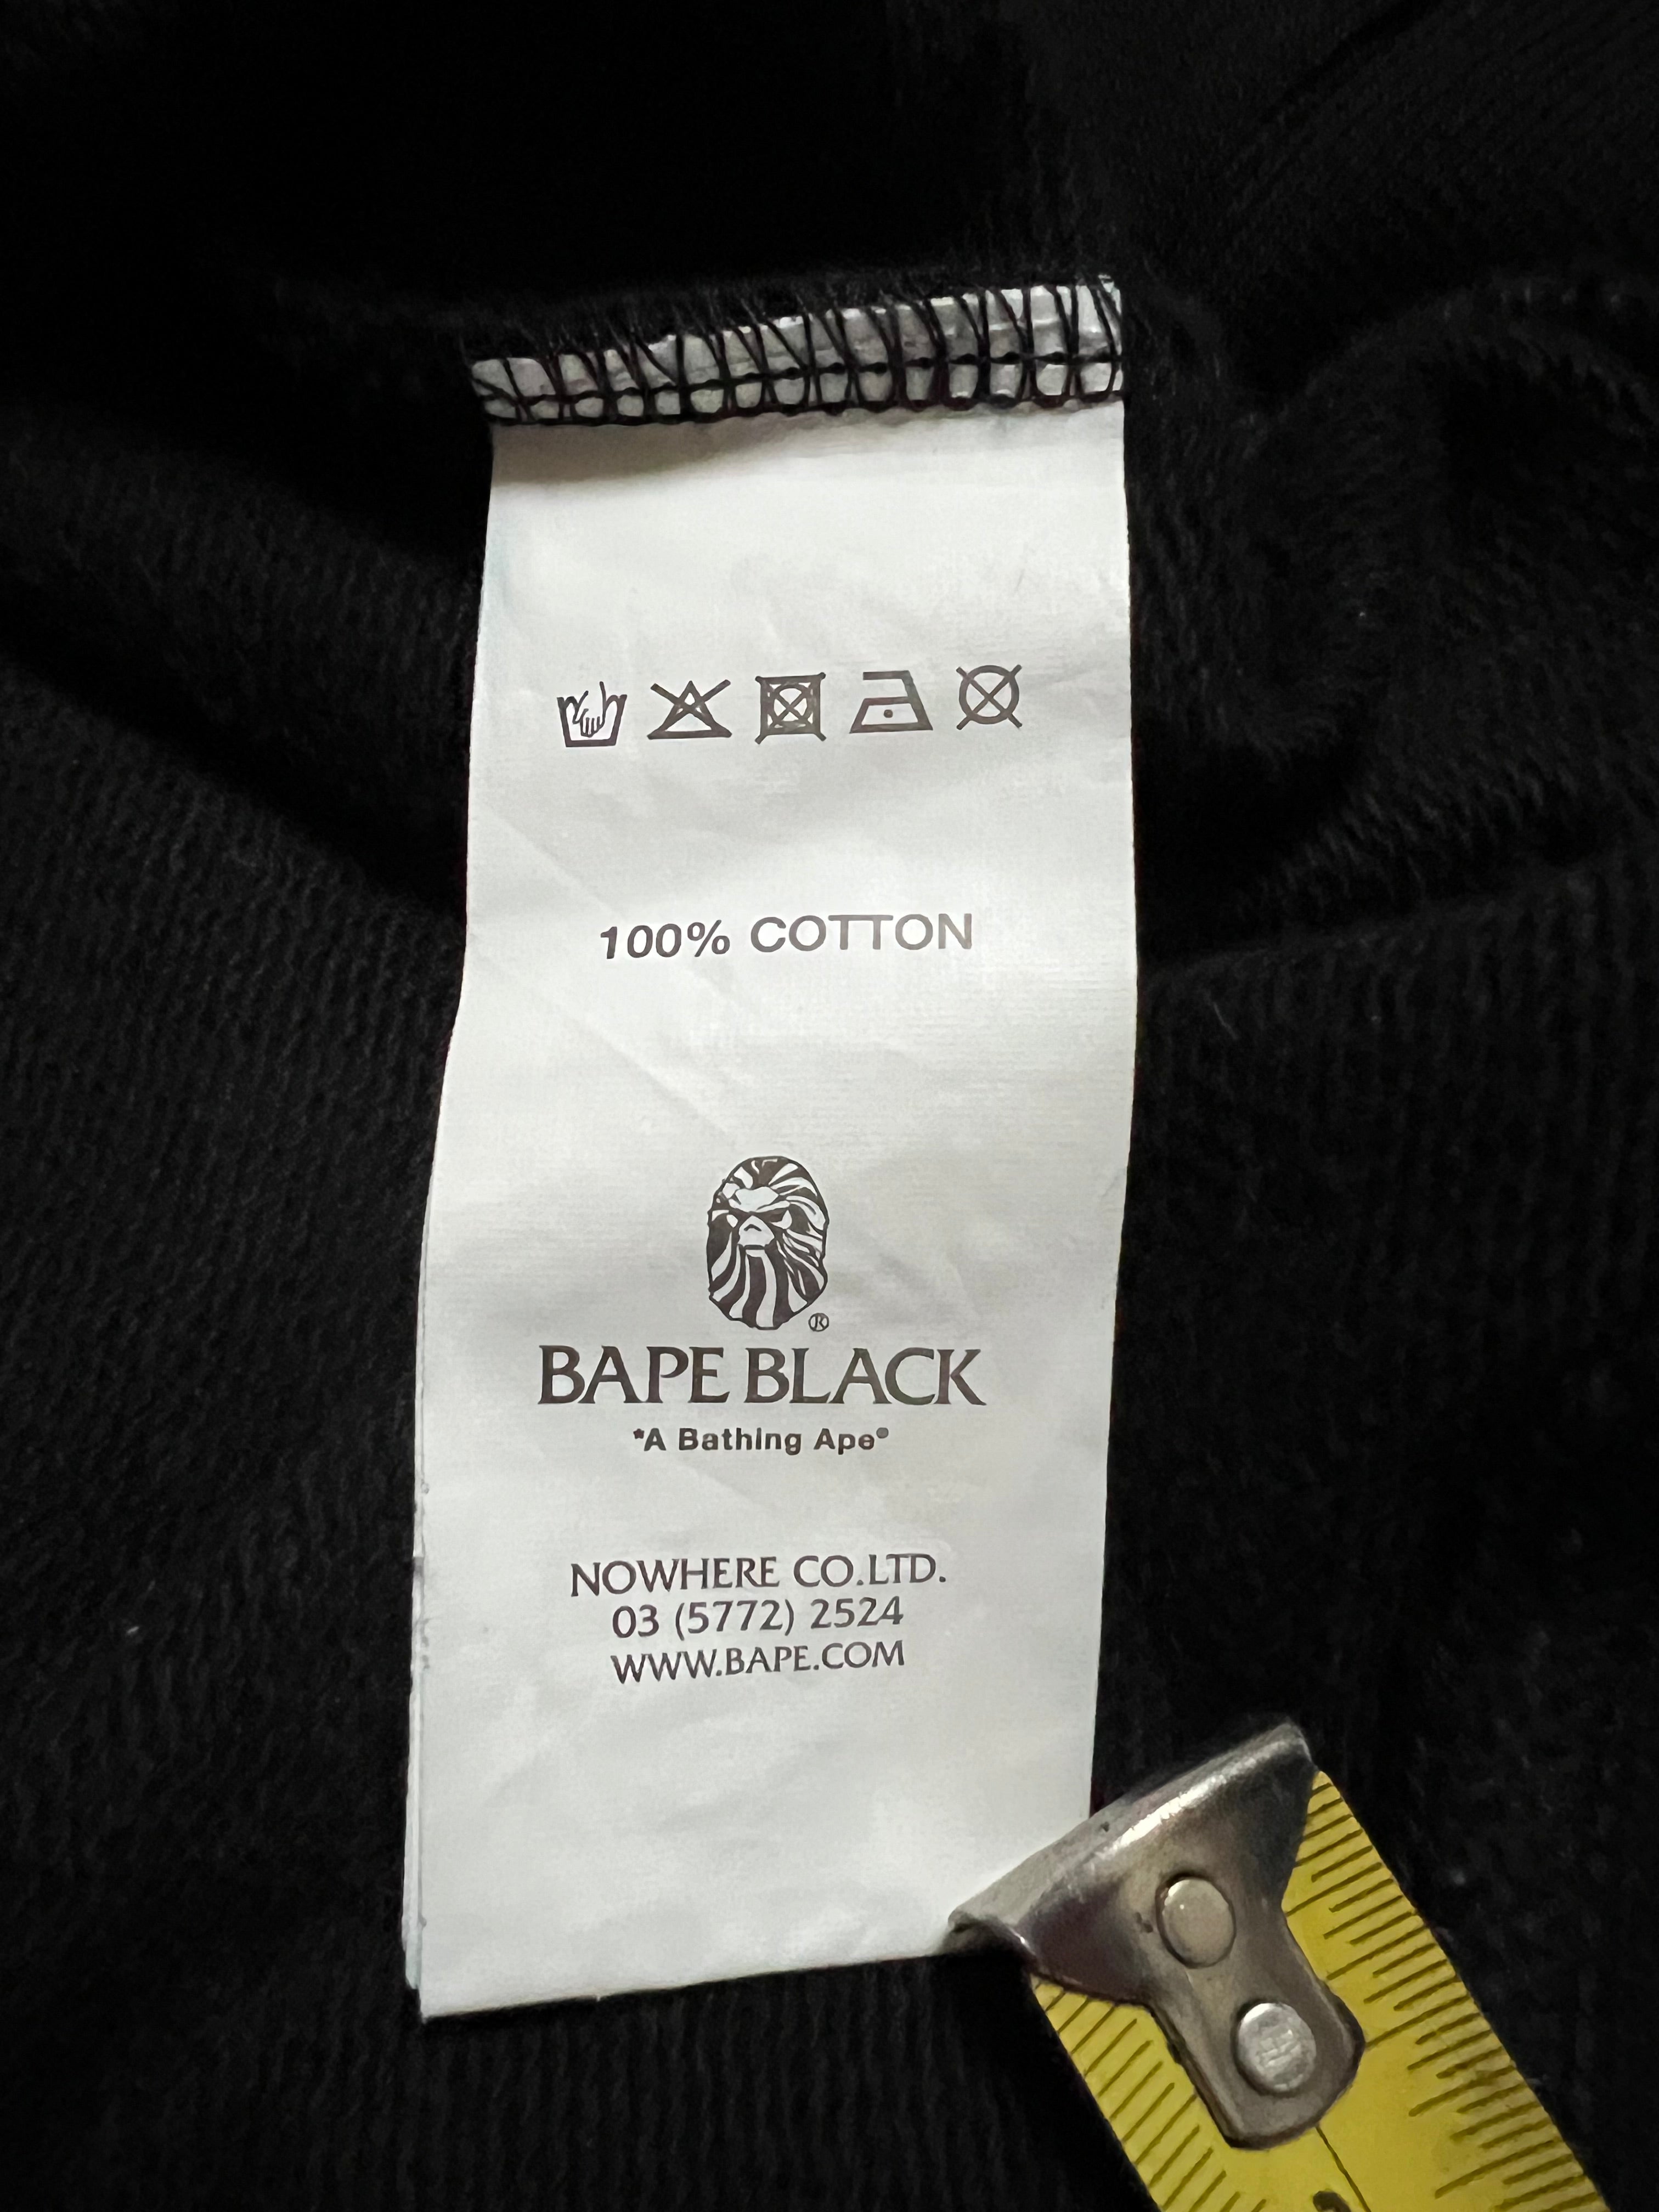 100% COTTON
®
BAPE BLACK
"A Bathing Ape®
NOWHERE CO.LTD.
03 (5772) 2524
WWW.BAPE.COM